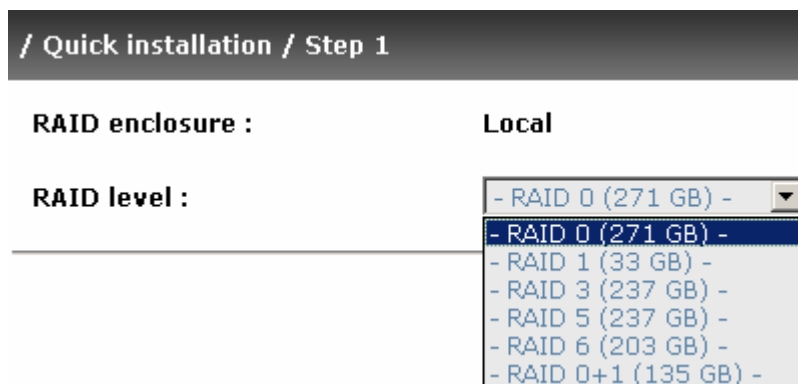 / Quick installation / Step 1
RAID enclosure : Local
RAID level : - RAID 0 (271 GB) -
- RAID 0 (271 GB) -
- RAID 1 (33 GB) -
- RAID 3 (237 GB) -
- RAID 5 (237 GB) -
- RAID 6 (203 GB) -
- RAID 0+1 (135 GB) -